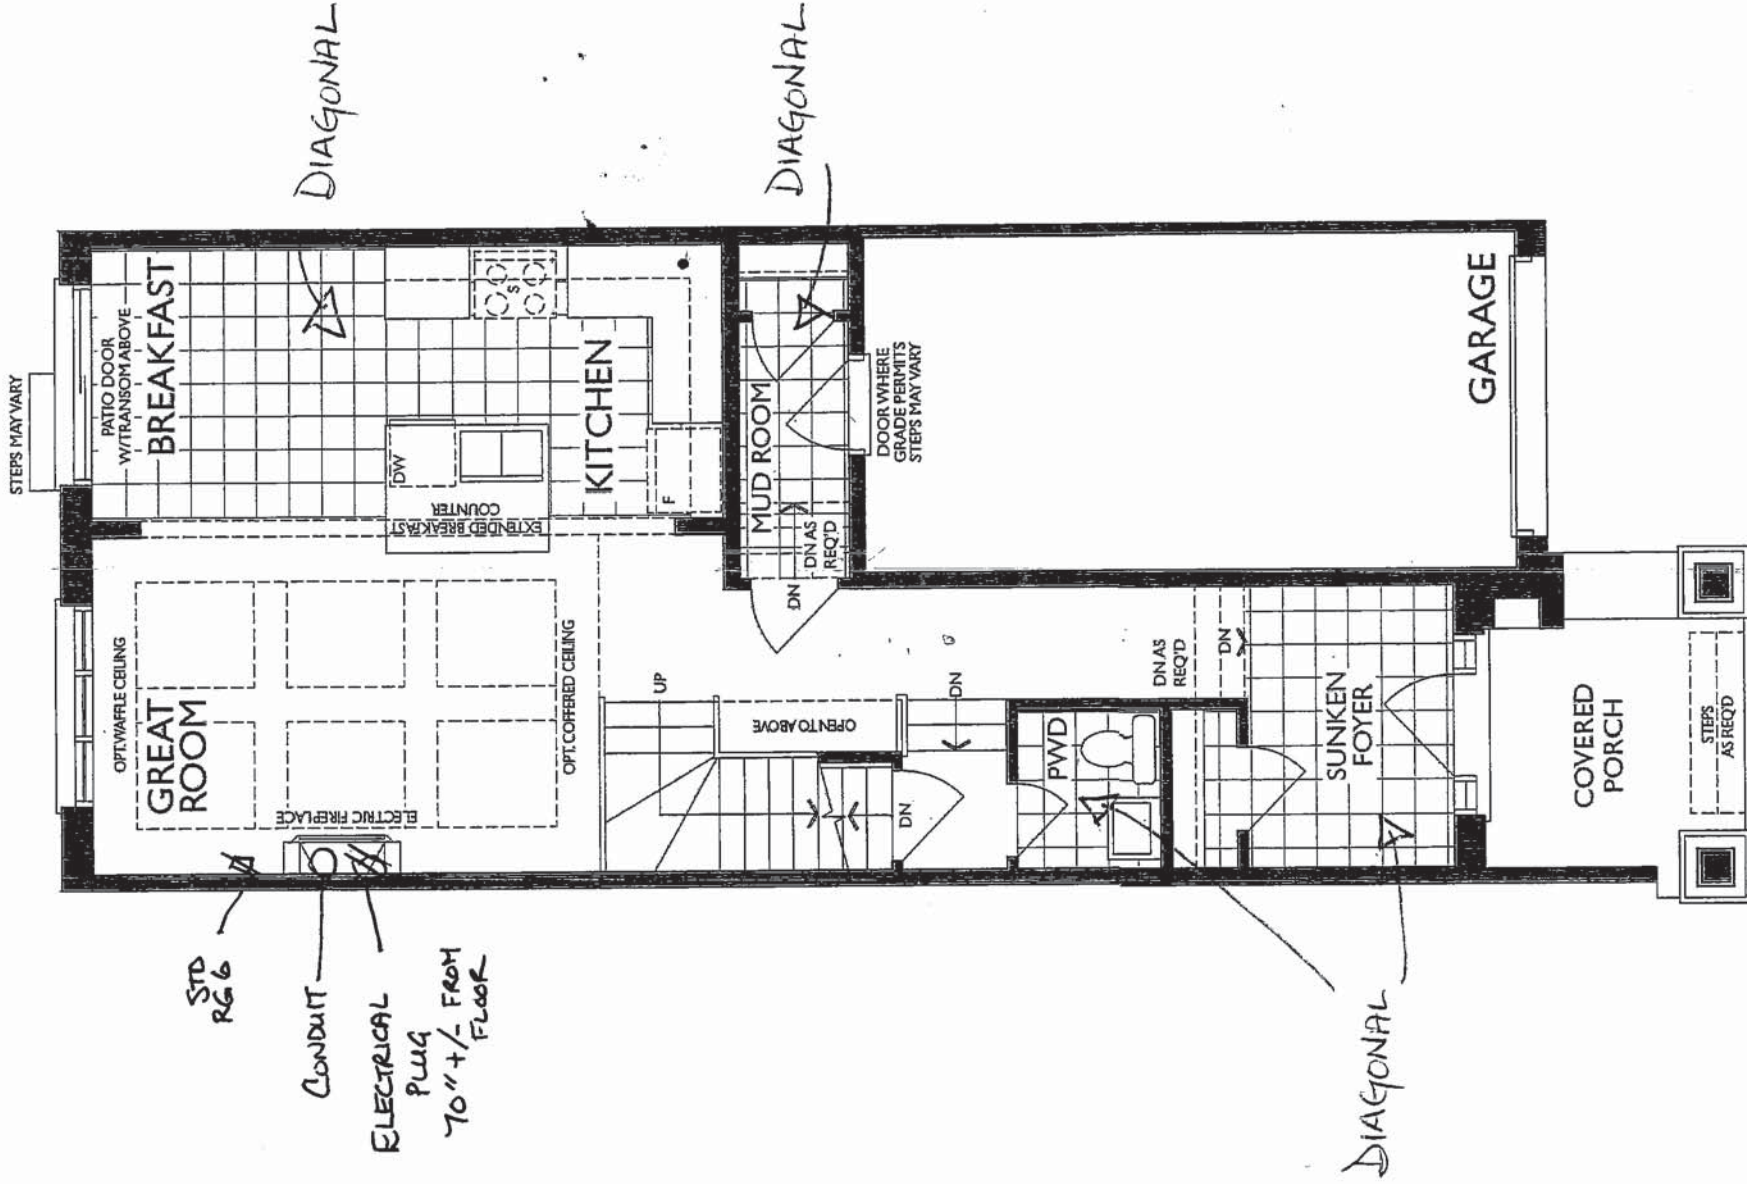 STEPS MAY VARY
PATIO DOOR
W/TRANSOM ABOVE
BREAKFAST
DIAGONAL
DW
EXTENDED BREAKFAST
COUNTER
S
KITCHEN
F
OPT. WAFFLE CEILING
GREAT
ROOM
ELECTRIC FIREPLACE
OPT. COFFERED CEILING
STD
RG6
CONDUIT
ELECTRICAL
PLUG
70" +/- FROM
FLOOR
DIAGONAL
MUD ROOM
DN AS
REQ'D
DN
DOOR WHERE
GRADE PERMITS
STEPS MAY VARY
GARAGE
UP
OPEN TO ABOVE
DN
DN
PWD
DN AS
REQ'D
DN
SUNKEN
FOYER
DIAGONAL
COVERED
PORCH
STEPS
AS REQ'D